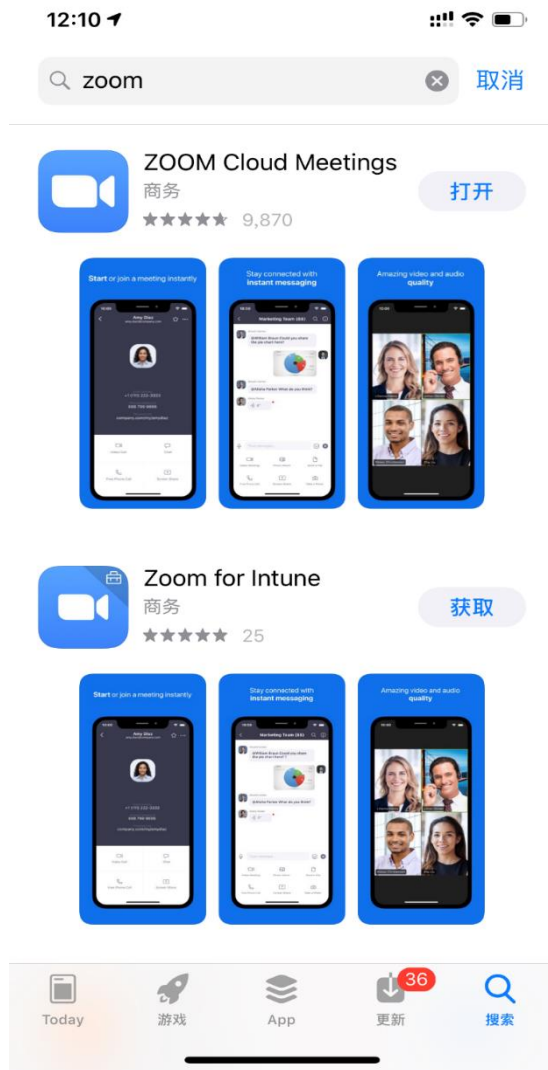 12:10
zoom
取消
ZOOM Cloud Meetings
商务
打开
9,870
Start or join a meeting instantly
Stay connected with
instant messaging
Amazing video and audio
quality
Marketing Team (68)
Zoom for Intune
商务
获取
25
Start or join a meeting instantly
Stay connected with
instant messaging
Amazing video and audio
quality
36
Today
游戏
App
更新
搜索